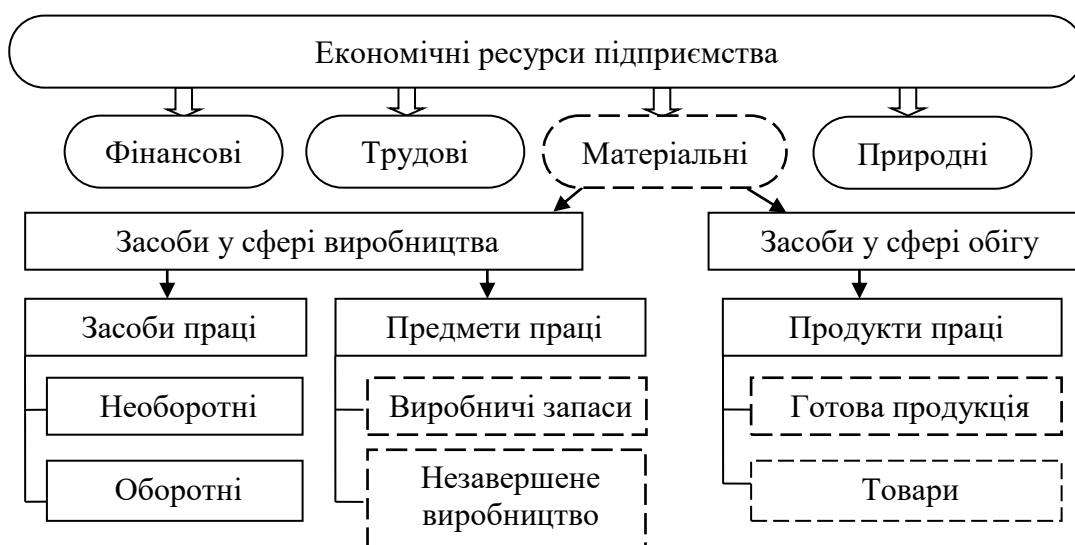 Економічні ресурси підприємства
Фінансові
Трудові
Матеріальні
Природні
Засоби у сфері виробництва
Засоби у сфері обігу
Засоби праці
Предмети праці
Продукти праці
Необоротні
Виробничі запаси
Готова продукція
Оборотні
Незавершене
виробництво
Товари